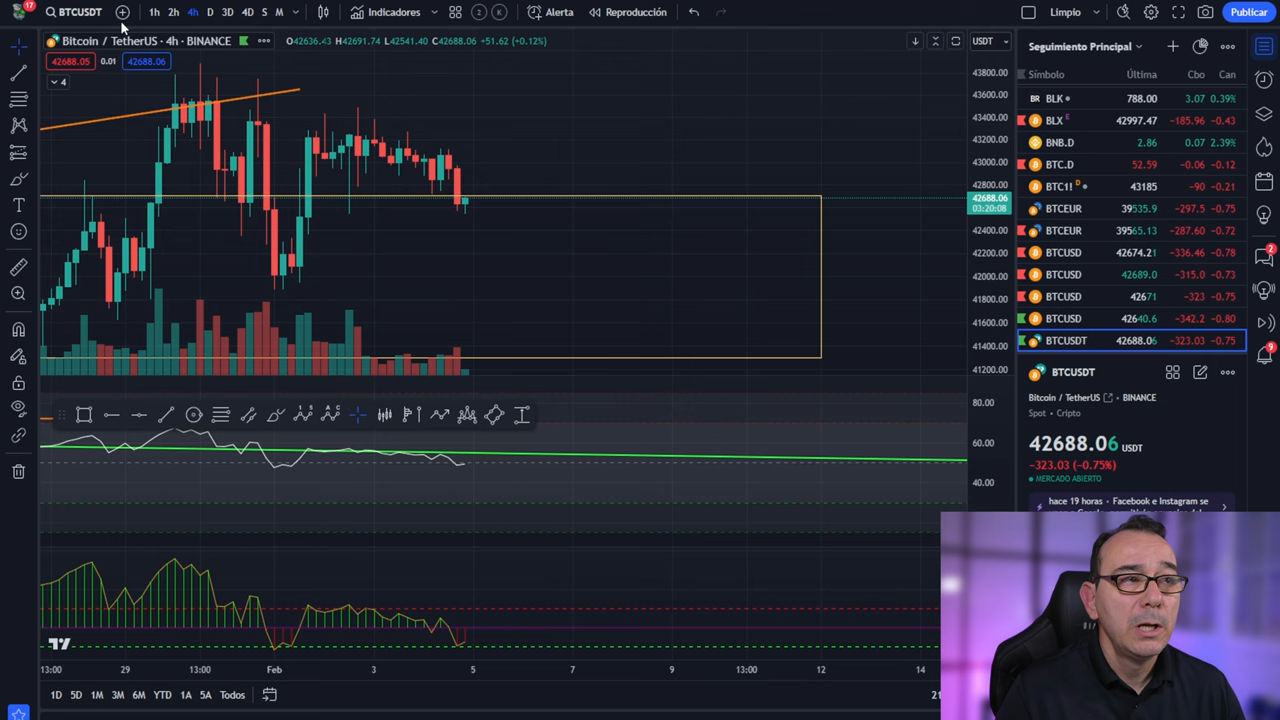 17 BTCUSDT 1h 2h 4h D 3D 4D S M Indicadores 2 K Alerta Reproducción Limpio Publicar
Bitcoin / TetherUS · 4h · BINANCE O42636.43 H42691.74 L42541.40 C42688.06 +51.62 (+0.12%) USDT
42688.05 0.01 42688.06
4
43800.00
43600.00
43400.00
43200.00
43000.00
42800.00
42688.06
03:20:08
42400.00
42200.00
42000.00
41800.00
41600.00
41400.00
41200.00
80.00
60.00
40.00
13:00 29 13:00 Feb 3 5 7 9 13:00 12 14
1D 5D 1M 3M 6M YTD 1A 5A Todos 21
Seguimiento Principal
Símbolo Última Cbo Can
BR BLK 788.00 3.07 0.39%
BLX E 42997.47 −185.96 −0.43
BNB.D 2.86 0.07 2.39%
BTC.D 52.59 −0.06 −0.12
BTC1! D 43185 −90 −0.21
BTCEUR 39535.9 −297.5 −0.75
BTCEUR 39565.13 −287.60 −0.72
BTCUSD 42674.21 −336.46 −0.78
BTCUSD 42689.0 −315.0 −0.73
BTCUSD 42671 −323 −0.75
BTCUSD 42640.6 −342.2 −0.80
BTCUSDT 42688.06 −323.03 −0.75
BTCUSDT
Bitcoin / TetherUS · BINANCE
Spot · Cripto
42688.06 USDT
−323.03 (−0.75%)
MERCADO ABIERTO
hace 19 horas · Facebook e Instagram se
2
9